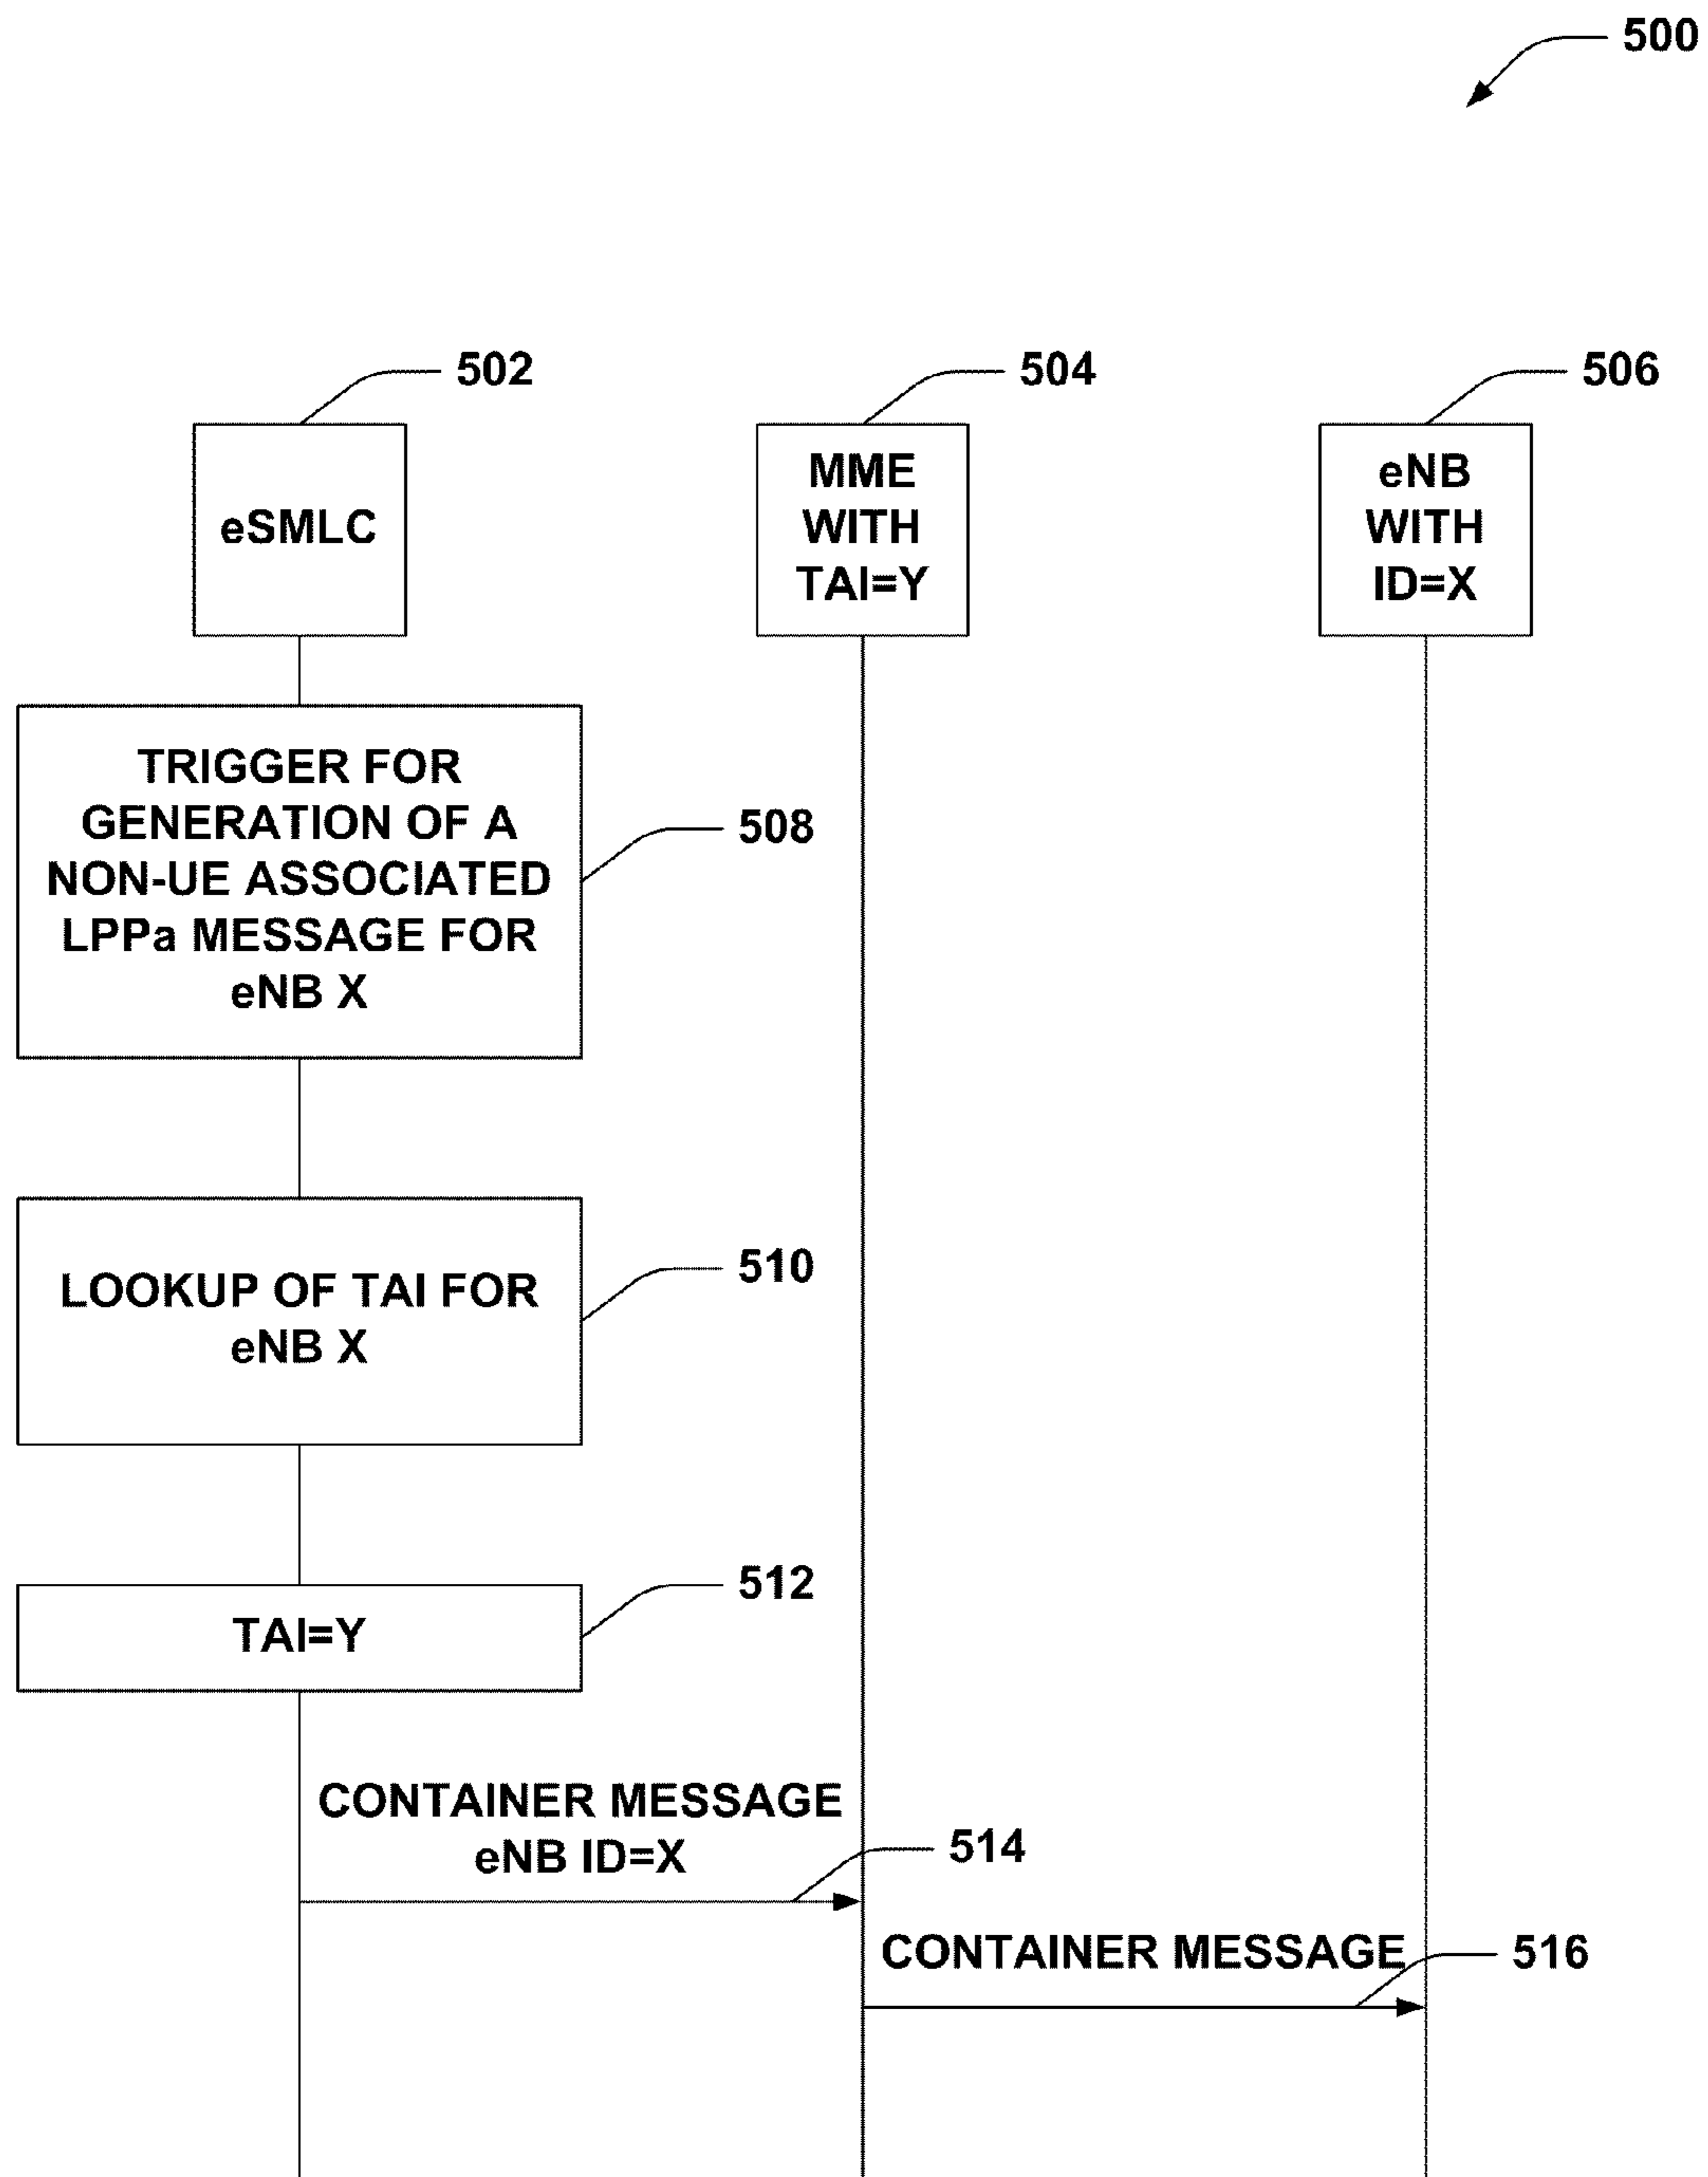 500
502
504
506
eSMLC
MME
WITH
TAI=Y
eNB
WITH
ID=X
TRIGGER FOR
GENERATION OF A
NON-UE ASSOCIATED
LPPa MESSAGE FOR
eNB X
508
LOOKUP OF TAI FOR
eNB X
510
TAI=Y
512
CONTAINER MESSAGE
eNB ID=X
514
CONTAINER MESSAGE
516